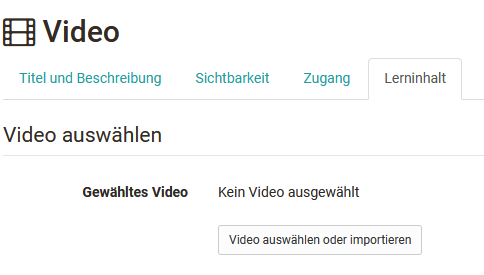 Video
Titel und Beschreibung Sichtbarkeit Zugang Lerninhalt
Video auswählen
Gewähltes Video Kein Video ausgewählt
Video auswählen oder importieren